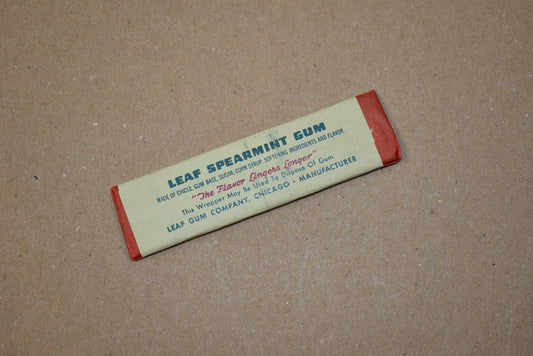 LEAF SPEARMINT GUM
MADE OF CHICLE, GUM BASE, SUGAR, CORN SYRUP, SOFTENING INGREDIENTS AND FLAVOR.
"The Flavor Lingers Longer"
This Wrapper May Be Used To Dispose Of Gum
LEAF GUM COMPANY, CHICAGO • MANUFACTURER